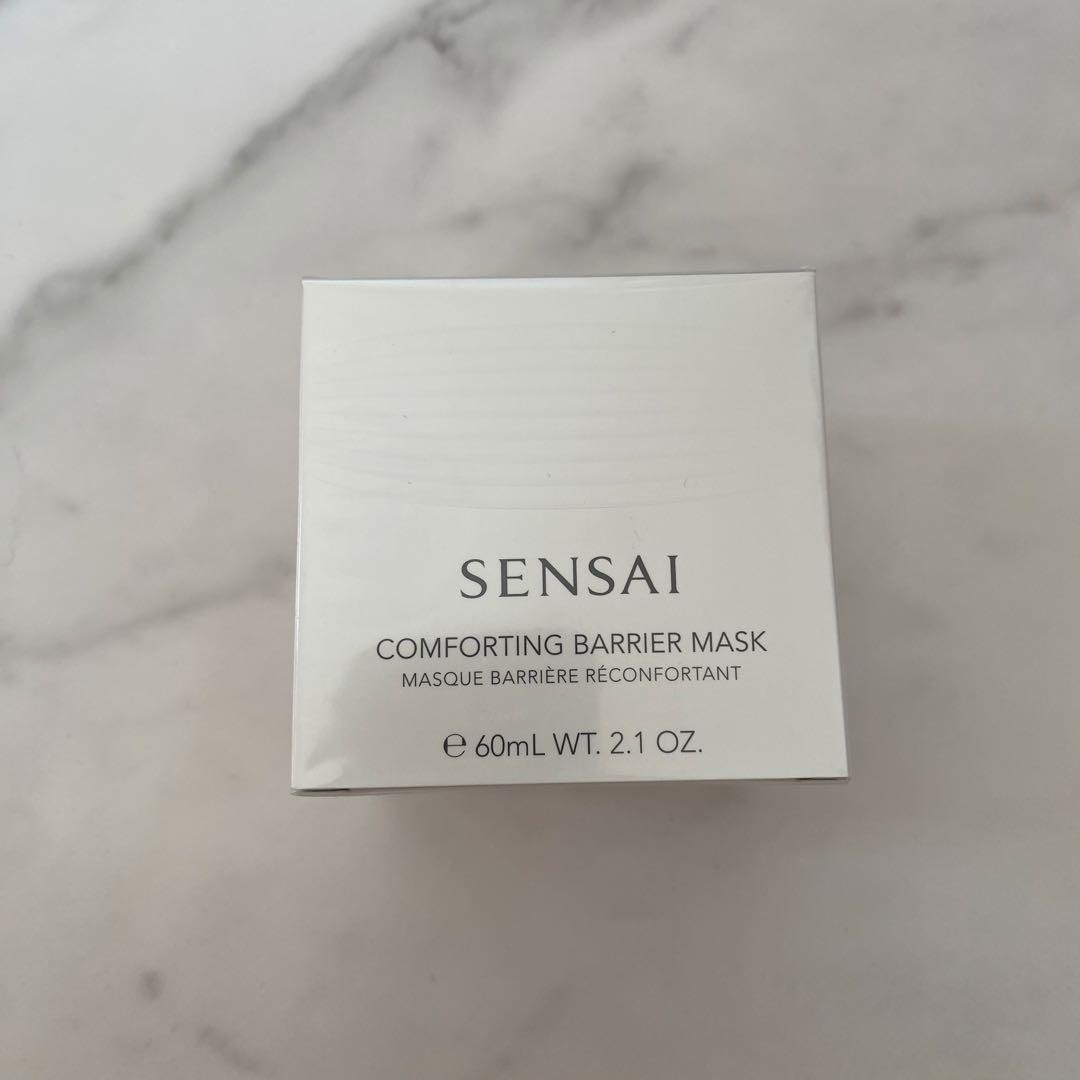 SENSAI
COMFORTING BARRIER MASK
MASQUE BARRIÈRE RÉCONFORTANT
℮ 60mL WT. 2.1 OZ.